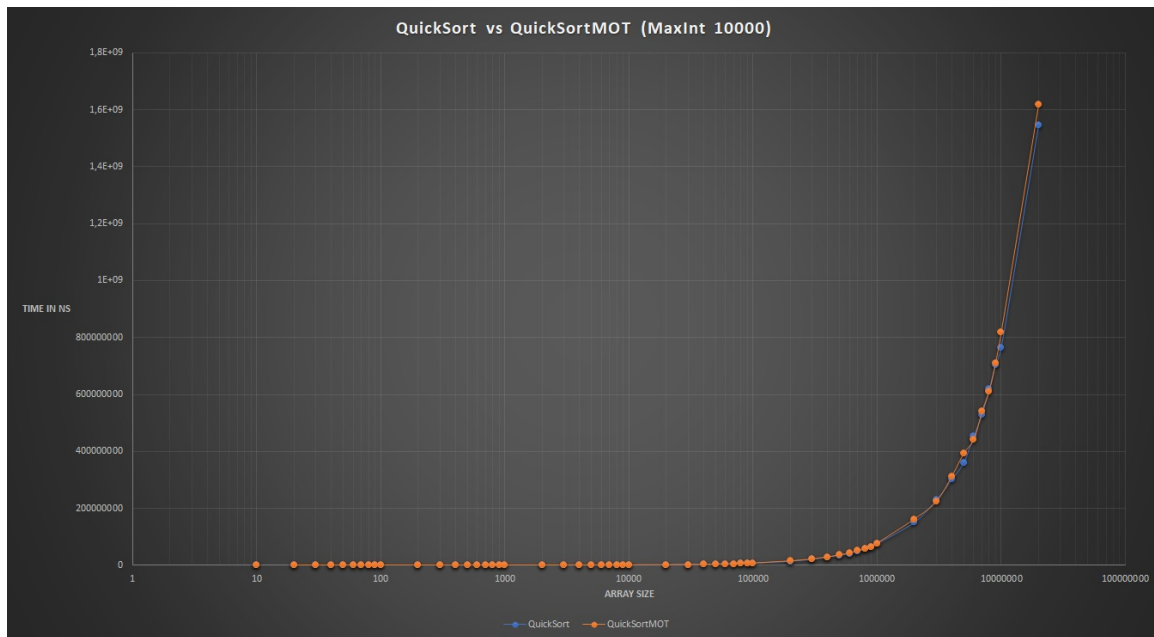 QuickSort vs QuickSortMOT (MaxInt 10000)
1,8E+09
1,6E+09
1,4E+09
1,2E+09
1E+09
TIME IN NS
800000000
600000000
400000000
200000000
0
1 10 100 1000 10000 100000 1000000 10000000 100000000
ARRAY SIZE
QuickSort QuickSortMOT